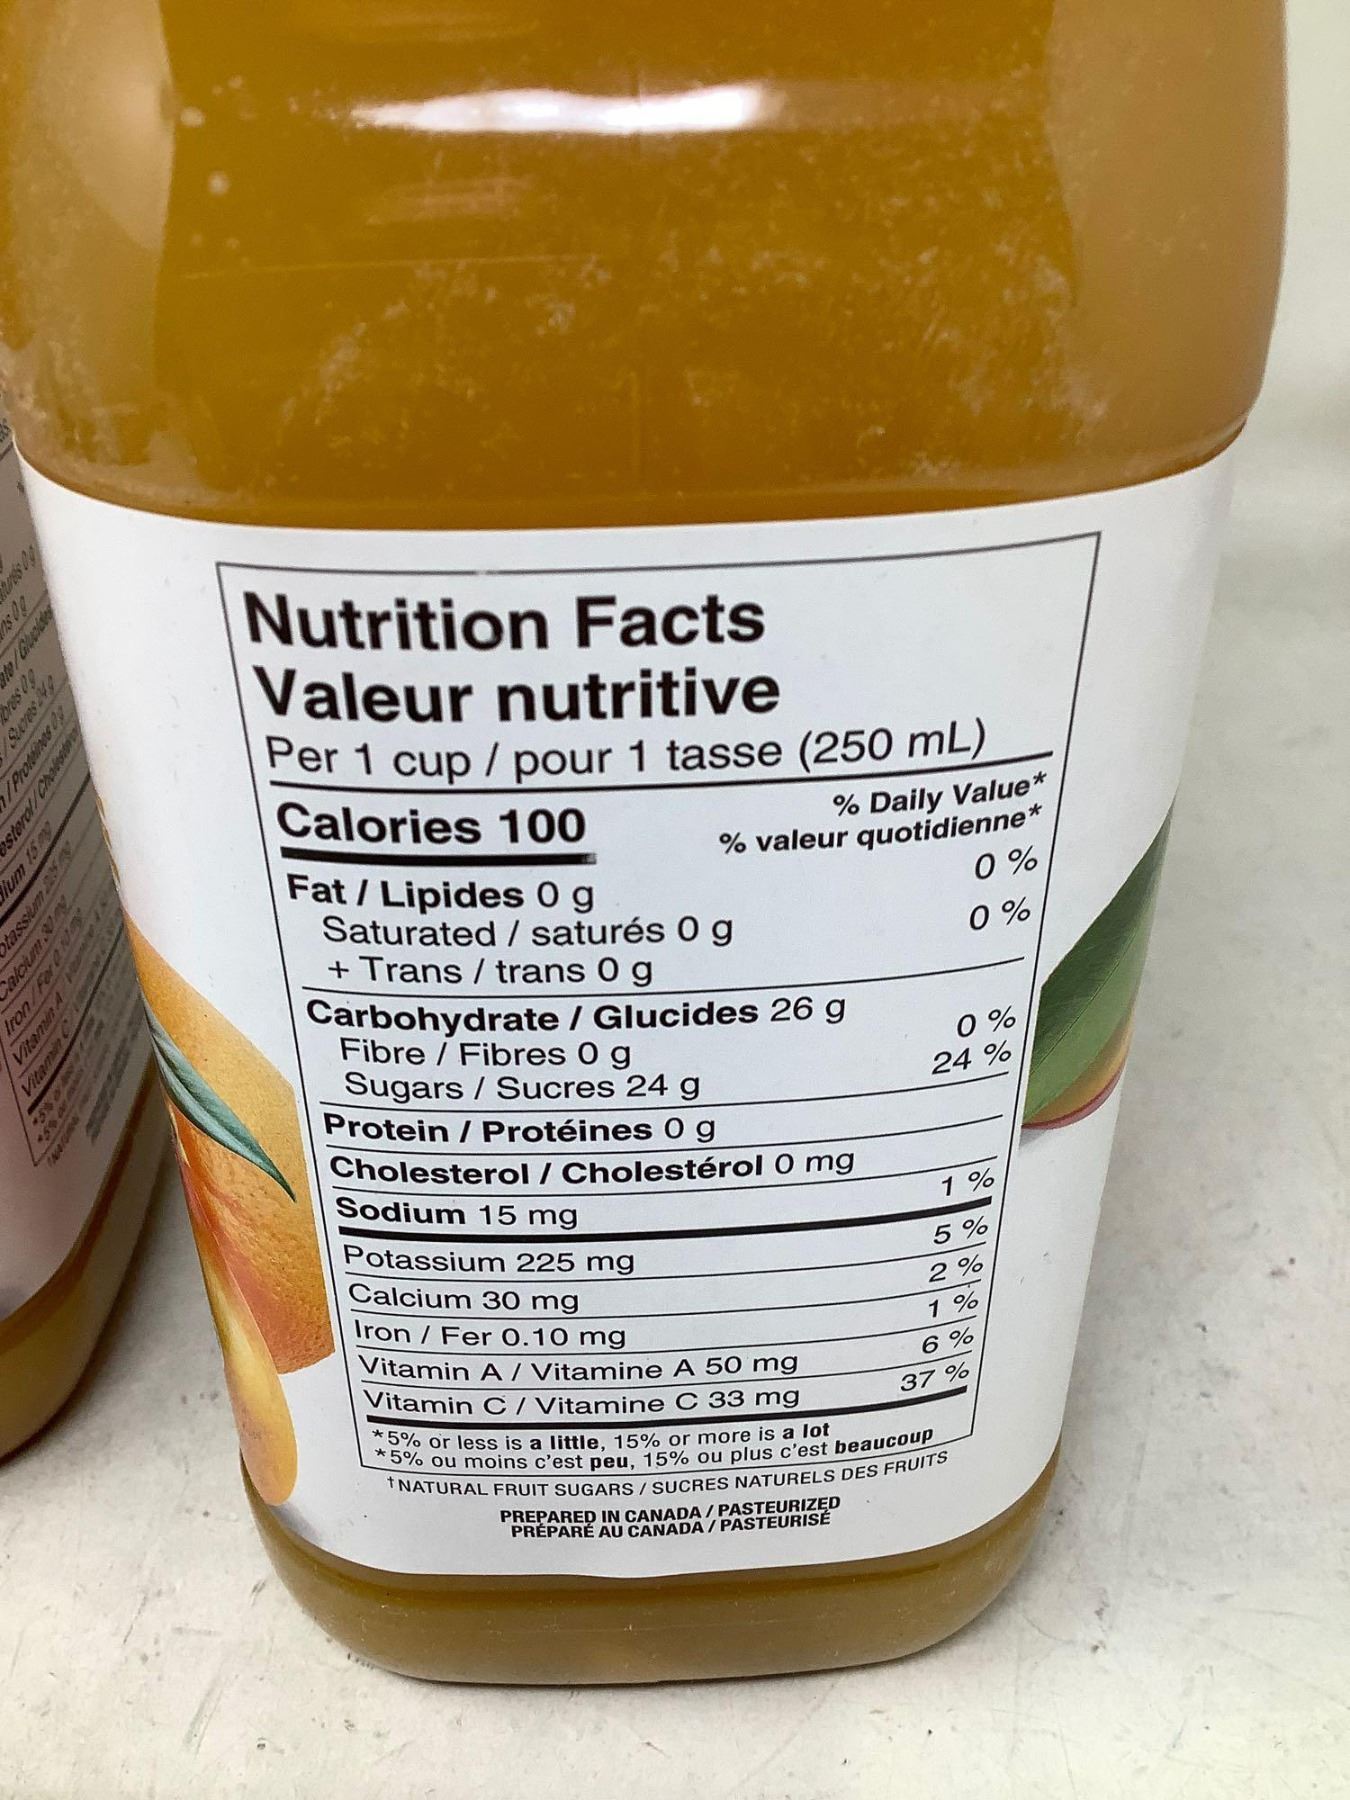 Nutrition Facts
Valeur nutritive
Per 1 cup / pour 1 tasse (250 mL)
Calories 100
% Daily Value*
% valeur quotidienne*
Fat / Lipides 0 g 0 %
Saturated / saturés 0 g 0 %
+ Trans / trans 0 g
Carbohydrate / Glucides 26 g
Fibre / Fibres 0 g 0 %
Sugars / Sucres 24 g 24 %
Protein / Protéines 0 g
Cholesterol / Cholestérol 0 mg
Sodium 15 mg 1 %
Potassium 225 mg 5 %
Calcium 30 mg 2 %
Iron / Fer 0.10 mg 1 %
Vitamin A / Vitamine A 50 mg 6 %
Vitamin C / Vitamine C 33 mg 37 %
*5% or less is a little, 15% or more is a lot
*5% ou moins c'est peu, 15% ou plus c'est beaucoup
†NATURAL FRUIT SUGARS / SUCRES NATURELS DES FRUITS
PREPARED IN CANADA / PASTEURIZED
PRÉPARÉ AU CANADA / PASTEURISÉ